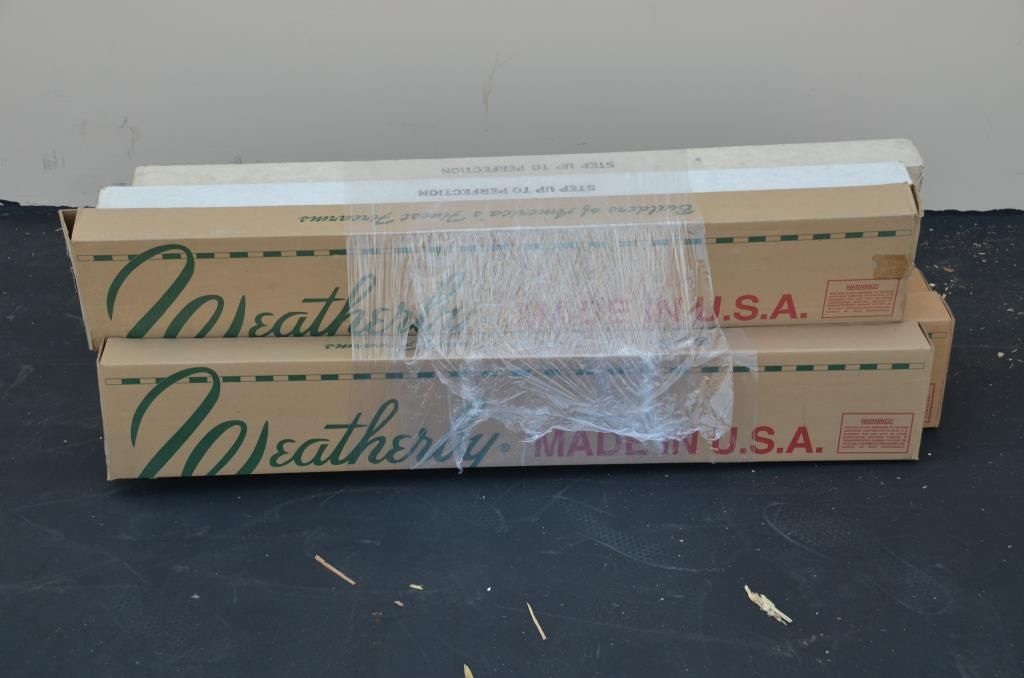 STEP UP TO PERFECTION
STEP UP TO PERFECTION
Builders of America's Finest Firearms
Weatherby MADE IN U.S.A.
WARNING!!
Firearms
Weatherby® MADE IN U.S.A.
WARNING!!